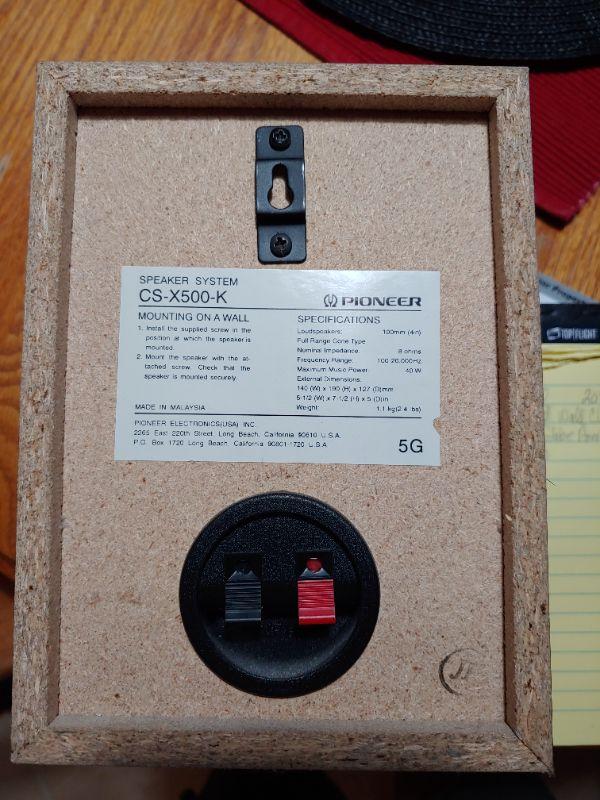 SPEAKER SYSTEM
CS-X500-K
PIONEER
MOUNTING ON A WALL
1. Install the supplied screw in the
position at which the speaker is
mounted.
2. Mount the speaker with the at-
tached screw. Check that the
speaker is mounted securely.
SPECIFICATIONS
Loudspeakers: 100mm (4in)
Full Range Cone Type
Nominal Impedance: 8 ohms
Frequency Range: 100-20,000Hz
Maximum Music Power: 40 W
External Dimensions:
140 (W) x 190 (H) x 127 (D)mm
5-1/2 (W) x 7-1/2 (H) x 5 (D)in
Weight: 1.1 kg(2.4 lbs)
MADE IN MALAYSIA
PIONEER ELECTRONICS(USA) INC.
2265 East 220th Street, Long Beach, California 90810 U.S.A.
P.O. Box 1720 Long Beach, California 90801-1720 U.S.A.
5G
TOPFLIGHT